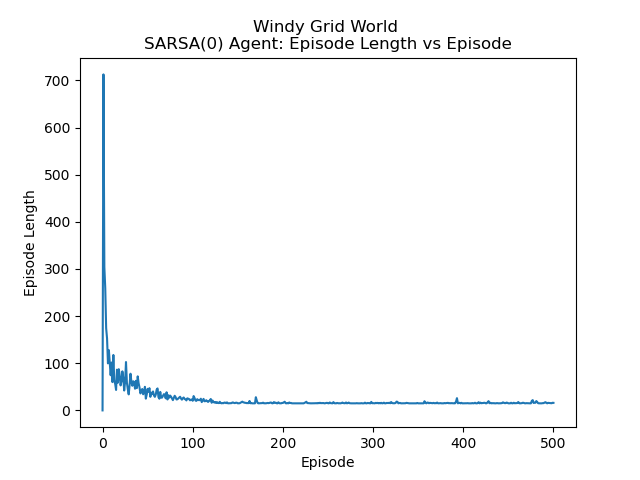 Windy Grid World
SARSA(0) Agent: Episode Length vs Episode
700
600
500
400
300
200
100
0
Episode Length
0 100 200 300 400 500
Episode